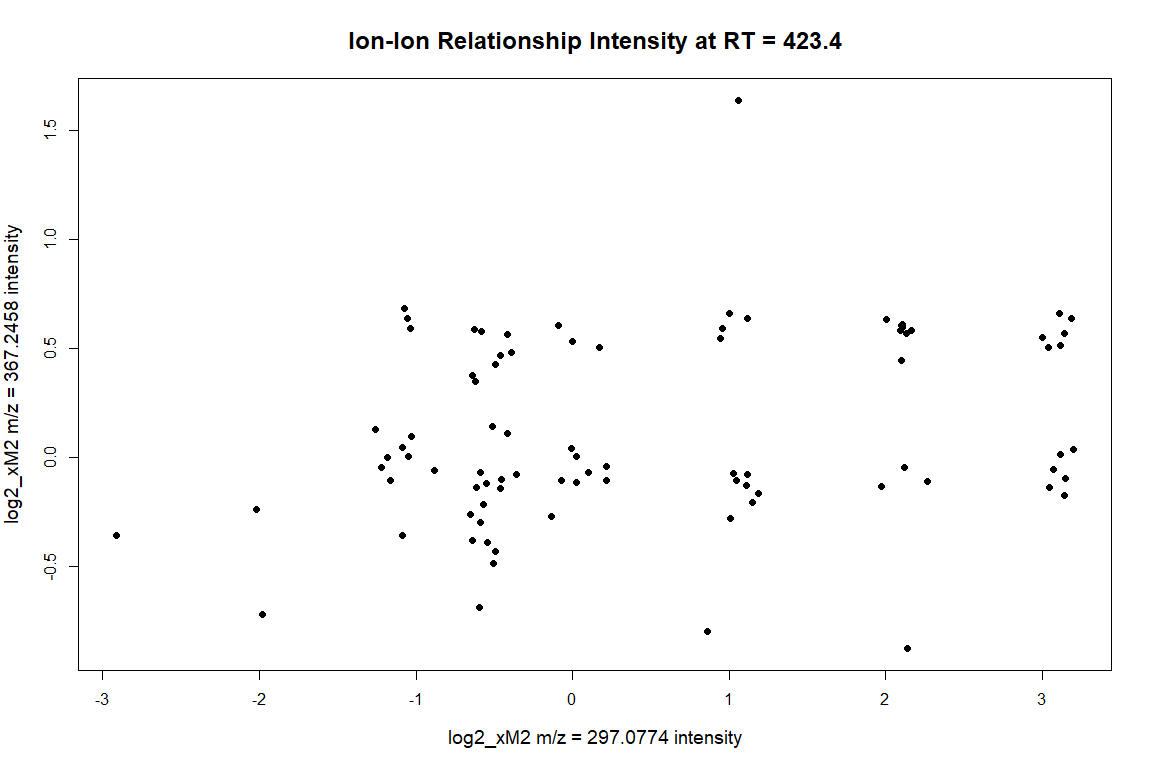 Ion-Ion Relationship Intensity at RT = 423.4
log2_xM2 m/z = 367.2458 intensity
1.5
1.0
0.5
0.0
-0.5
-3 -2 -1 0 1 2 3
log2_xM2 m/z = 297.0774 intensity